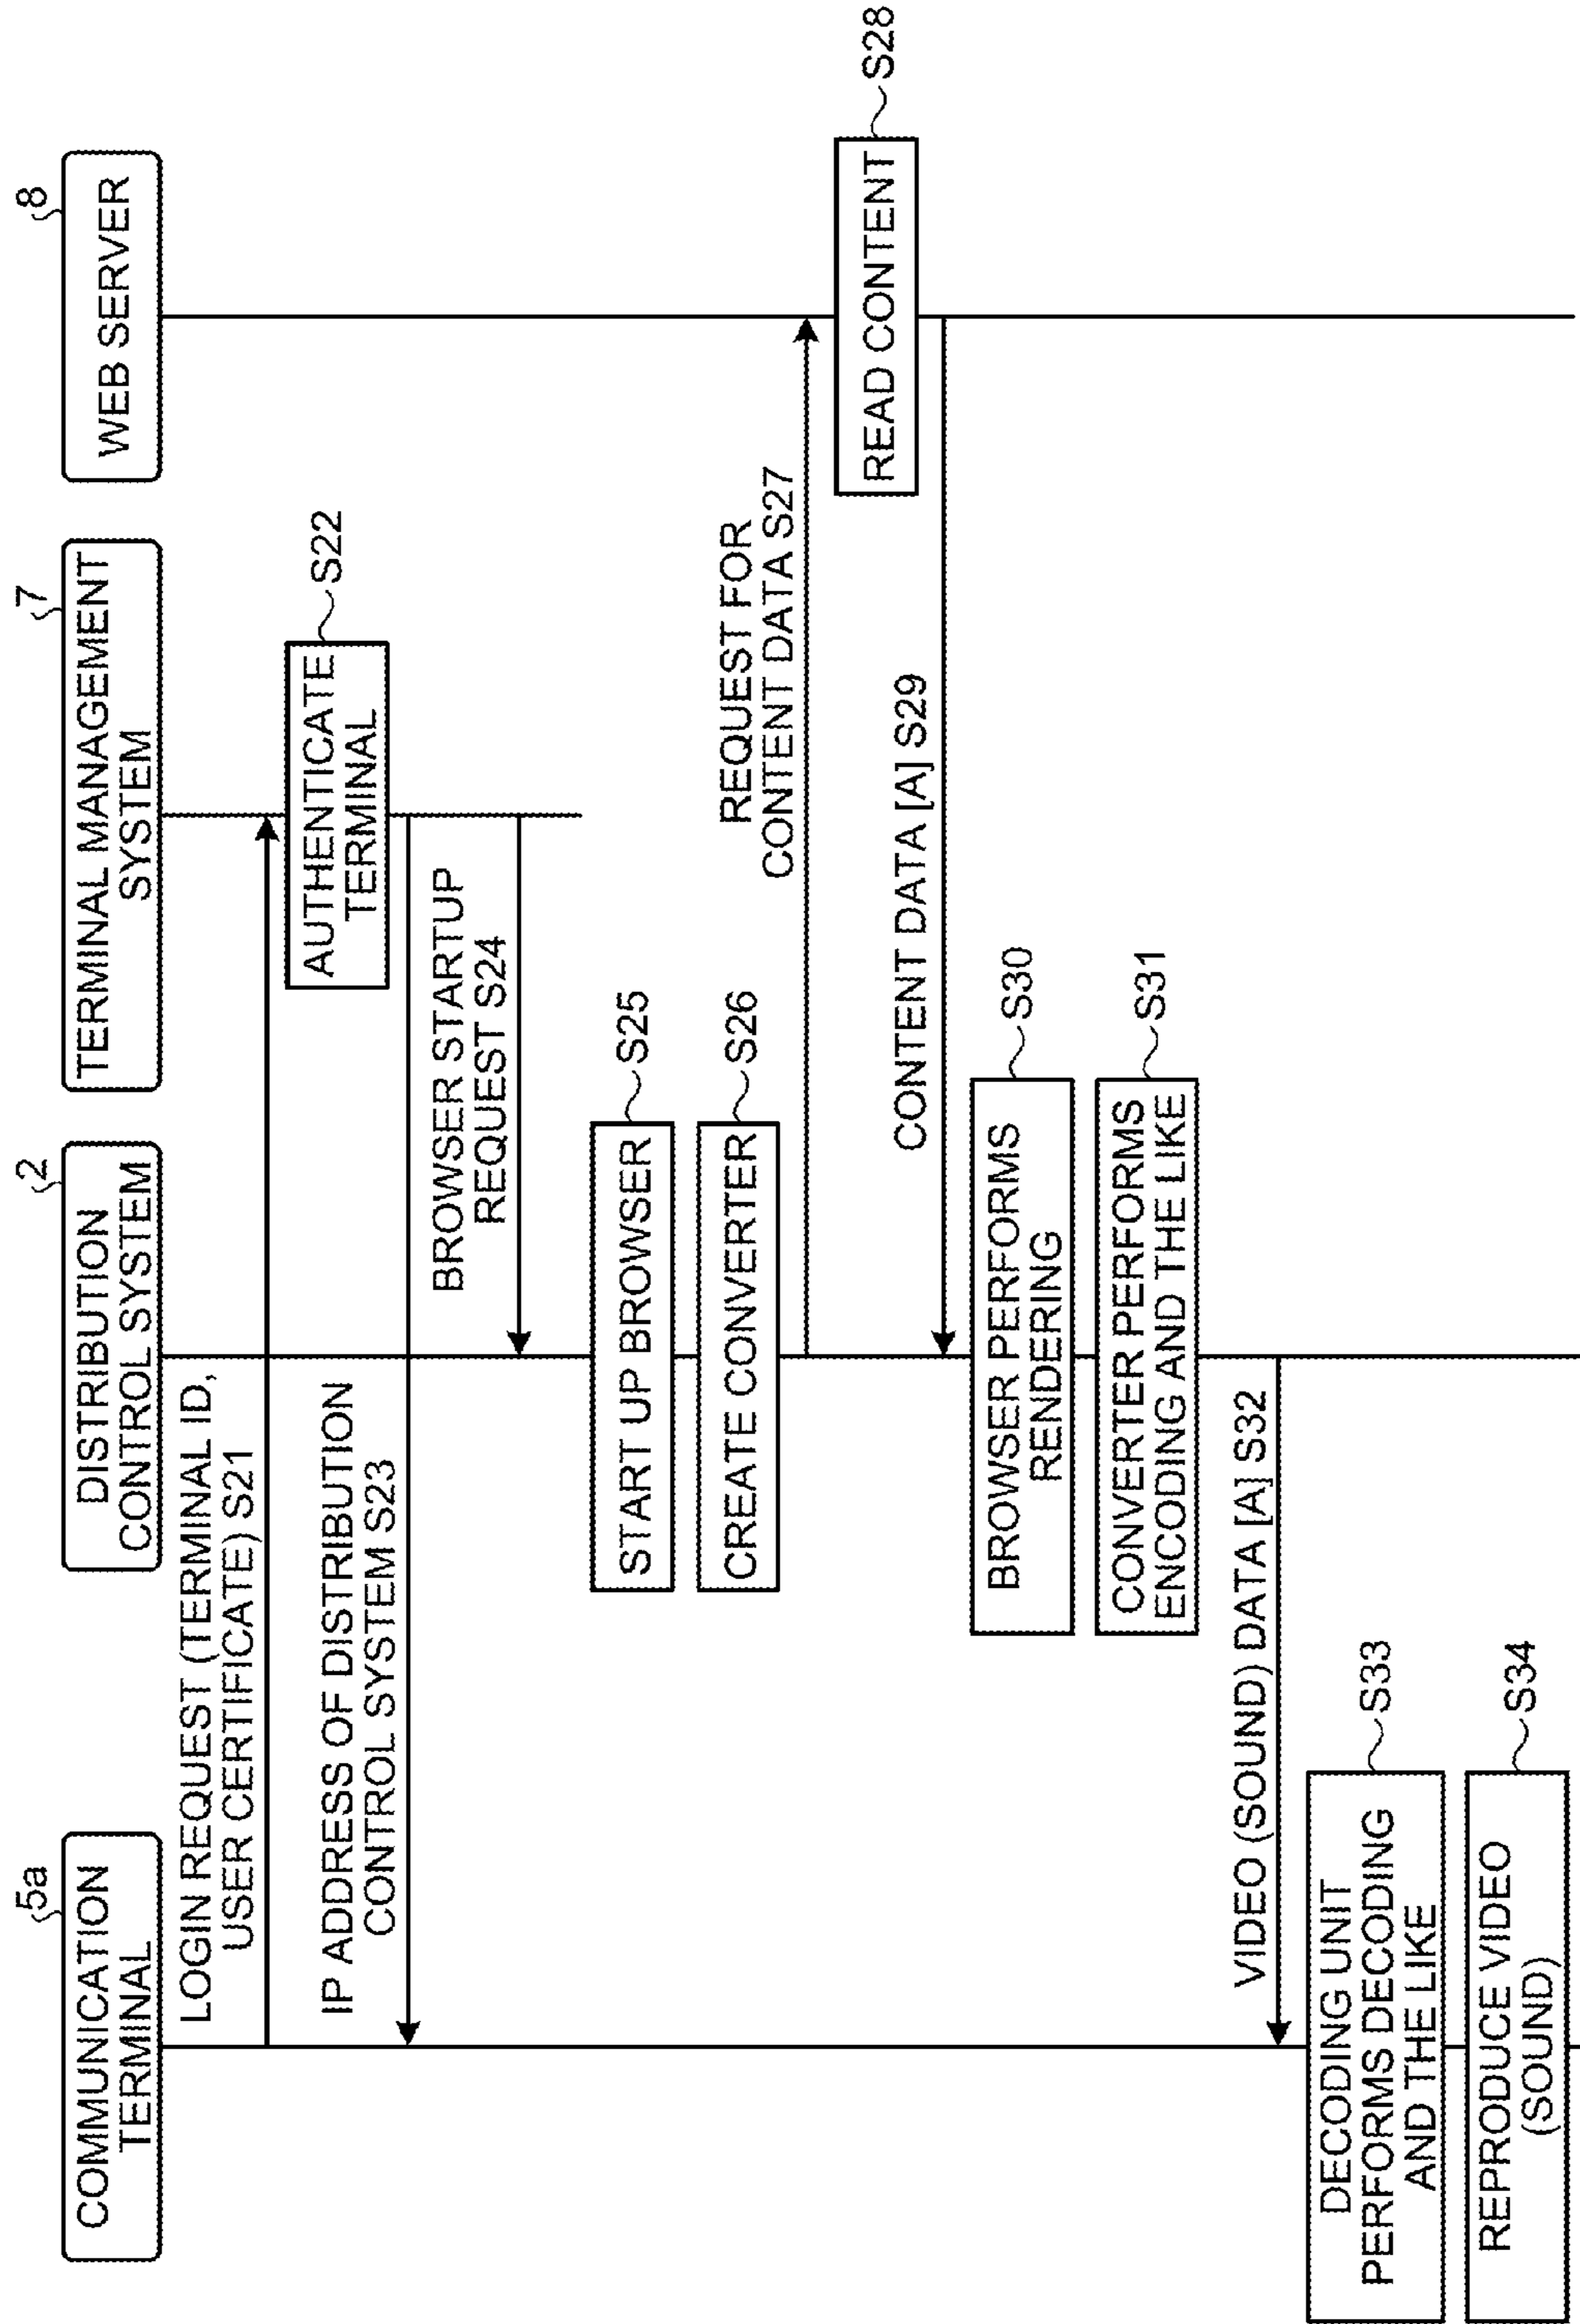 5a
COMMUNICATION
TERMINAL
2
DISTRIBUTION
CONTROL SYSTEM
7
TERMINAL MANAGEMENT
SYSTEM
8
WEB SERVER
LOGIN REQUEST (TERMINAL ID,
USER CERTIFICATE) S21
AUTHENTICATE
TERMINAL
S22
IP ADDRESS OF DISTRIBUTION
CONTROL SYSTEM S23
BROWSER STARTUP
REQUEST S24
START UP BROWSER
S25
CREATE CONVERTER
S26
REQUEST FOR
CONTENT DATA S27
READ CONTENT
S28
CONTENT DATA [A] S29
BROWSER PERFORMS
RENDERING
S30
CONVERTER PERFORMS
ENCODING AND THE LIKE
S31
VIDEO (SOUND) DATA [A] S32
DECODING UNIT
PERFORMS DECODING
AND THE LIKE
S33
REPRODUCE VIDEO
(SOUND)
S34